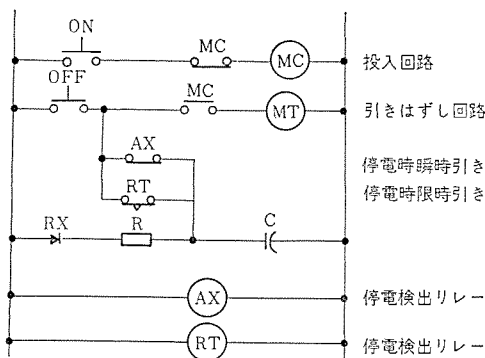 ON
MC
MC
投入回路
OFF
MC
MT
引きはずし回路
AX
停電時瞬時引き
RT
停電時限時引き
RX
R
C
AX
停電検出リレー
RT
停電検出リレー